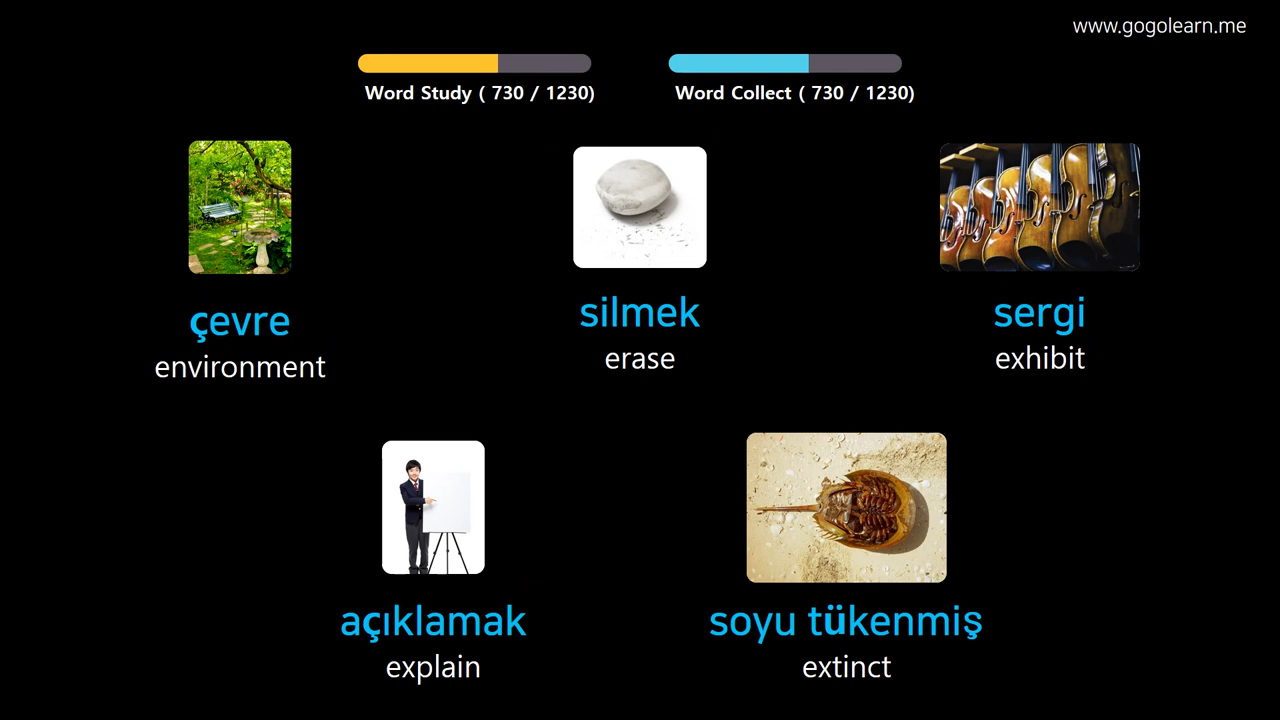 www.gogolearn.me
Word Study ( 730 / 1230)
Word Collect ( 730 / 1230)
çevre
environment
silmek
erase
sergi
exhibit
açıklamak
explain
soyu tükenmiş
extinct